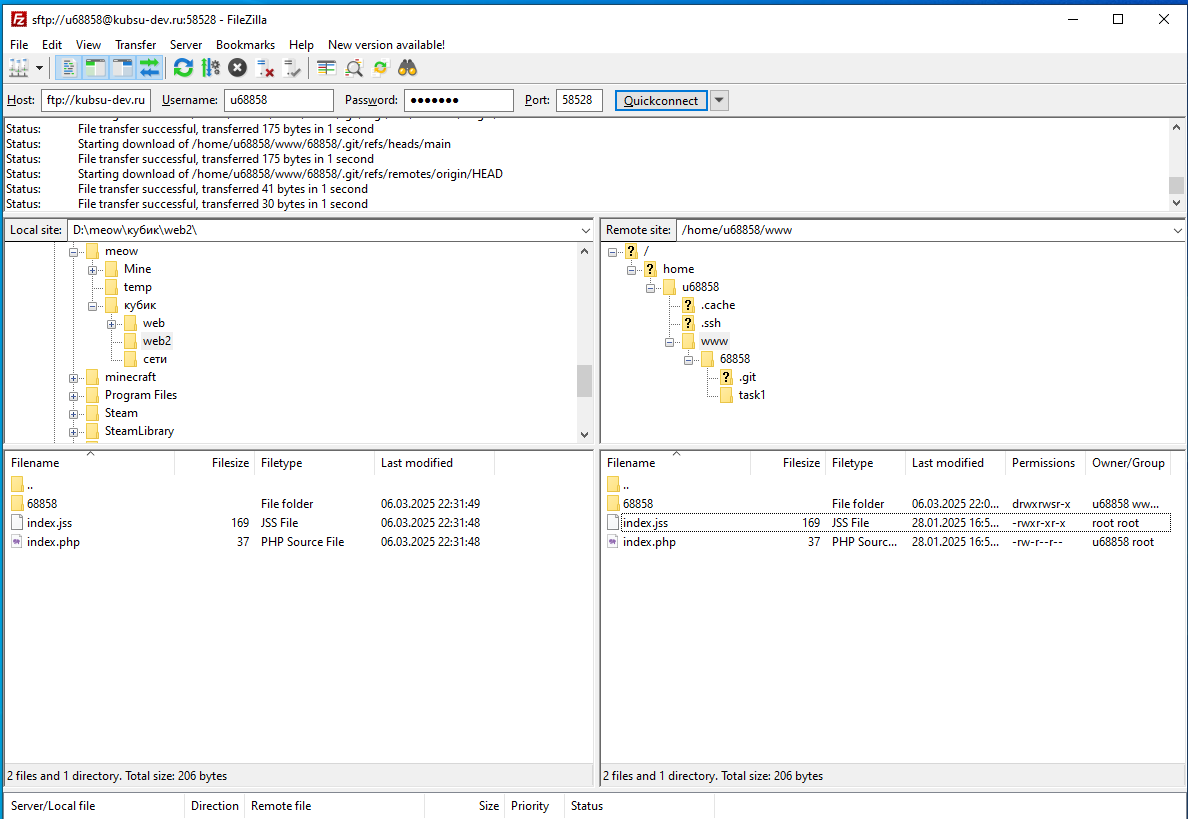 sftp://u68858@kubsu-dev.ru:58528 - FileZilla
File Edit View Transfer Server Bookmarks Help New version available!
Host: ftp://kubsu-dev.ru Username: u68858 Password: ●●●●●●● Port: 58528 Quickconnect
Status: File transfer successful, transferred 175 bytes in 1 second
Status: Starting download of /home/u68858/www/68858/.git/refs/heads/main
Status: File transfer successful, transferred 175 bytes in 1 second
Status: Starting download of /home/u68858/www/68858/.git/refs/remotes/origin/HEAD
Status: File transfer successful, transferred 41 bytes in 1 second
Status: File transfer successful, transferred 30 bytes in 1 second
Local site: D:\meow\кубик\web2\
meow
Mine
temp
кубик
web
web2
сети
minecraft
Program Files
Steam
SteamLibrary
Remote site: /home/u68858/www
/
home
u68858
.cache
.ssh
www
68858
.git
task1
Filename Filesize Filetype Last modified
..
68858 File folder 06.03.2025 22:31:49
index.jss 169 JSS File 06.03.2025 22:31:48
index.php 37 PHP Source File 06.03.2025 22:31:48
2 files and 1 directory. Total size: 206 bytes
Filename Filesize Filetype Last modified Permissions Owner/Group
..
68858 File folder 06.03.2025 22:0... drwxrwsr-x u68858 ww...
index.jss 169 JSS File 28.01.2025 16:5... -rwxr-xr-x root root
index.php 37 PHP Sourc... 28.01.2025 16:5... -rw-r--r-- u68858 root
2 files and 1 directory. Total size: 206 bytes
Server/Local file Direction Remote file Size Priority Status